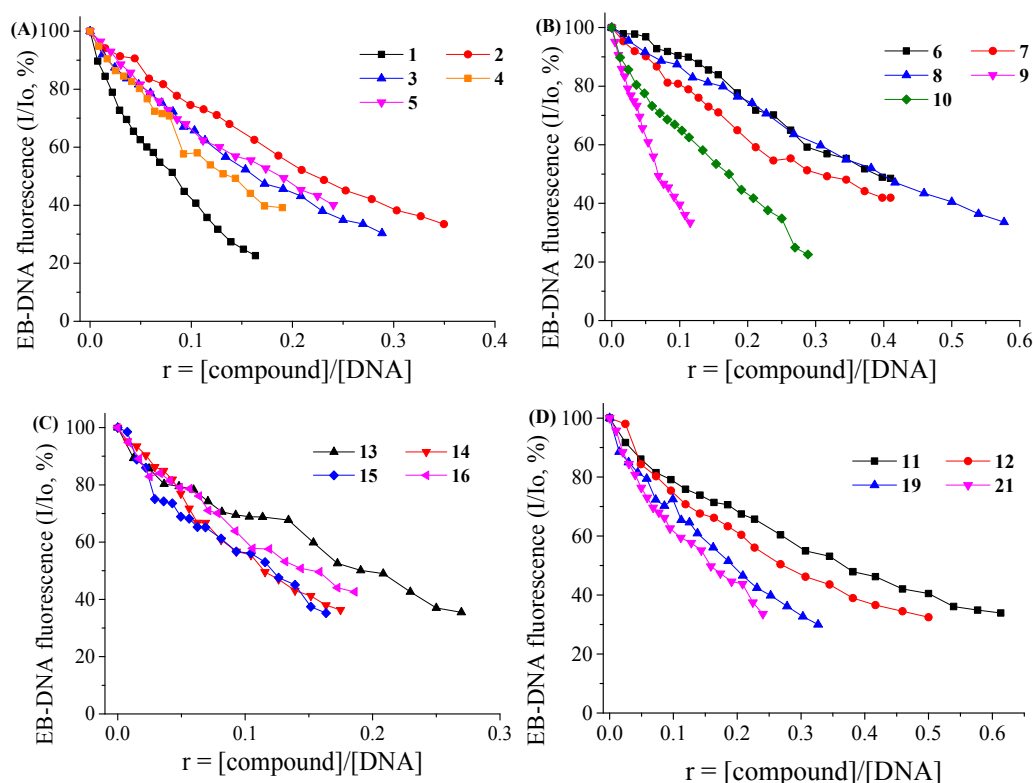 (A)
1 2
3 4
5
EB-DNA fluorescence (I/Io, %)
100
80
60
40
20
0
0.0 0.1 0.2 0.3 0.4
r = [compound]/[DNA]
(B)
6 7
8 9
10
EB-DNA fluorescence (I/Io, %)
100
80
60
40
20
0
0.0 0.1 0.2 0.3 0.4 0.5 0.6
r = [compound]/[DNA]
(C)
13 14
15 16
EB-DNA fluorescence (I/Io, %)
100
80
60
40
20
0
0.0 0.1 0.2 0.3
r = [compound]/[DNA]
(D)
11 12
19 21
EB-DNA fluorescence (I/Io, %)
100
80
60
40
20
0
0.0 0.1 0.2 0.3 0.4 0.5 0.6
r = [compound]/[DNA]